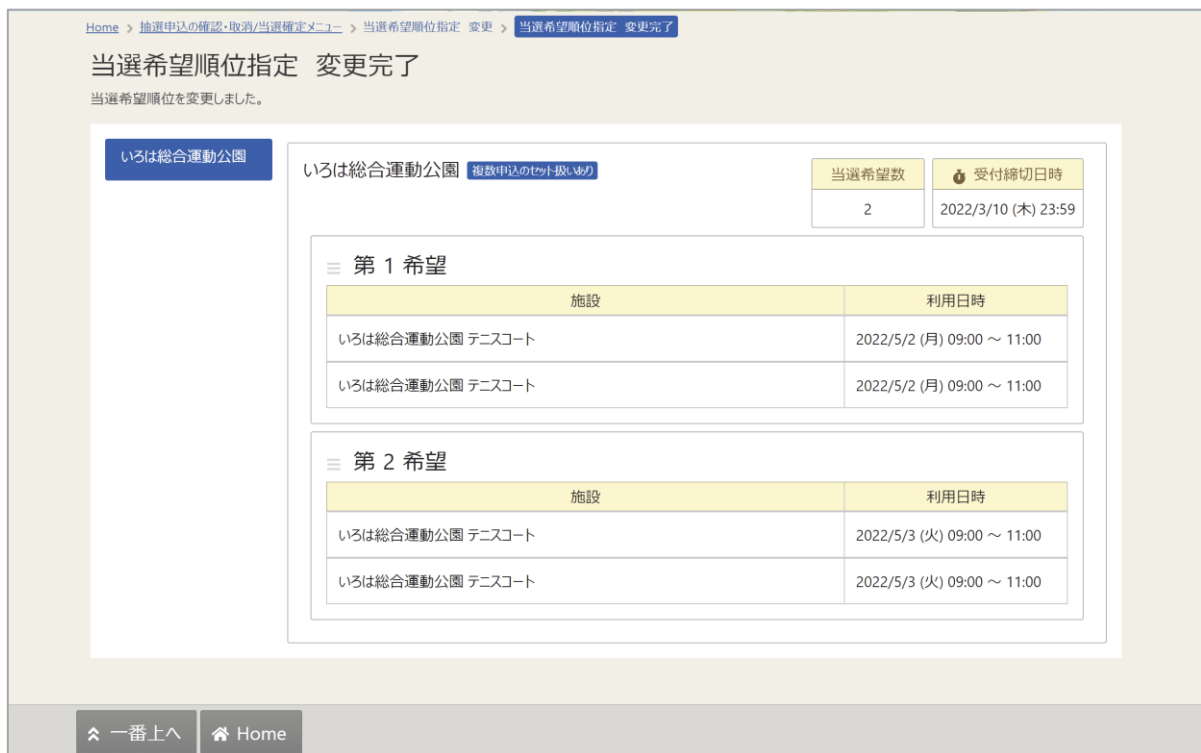 Home > 抽選申込の確認・取消/当選確定メニュー > 当選希望順位指定 変更 > 当選希望順位指定 変更完了
当選希望順位指定 変更完了
当選希望順位を変更しました。
いろは総合運動公園
いろは総合運動公園 複数申込のセット扱いあり
当選希望数 受付締切日時
2 2022/3/10 (木) 23:59
第 1 希望
施設 利用日時
いろは総合運動公園 テニスコート 2022/5/2 (月) 09:00 ～ 11:00
いろは総合運動公園 テニスコート 2022/5/2 (月) 09:00 ～ 11:00
第 2 希望
施設 利用日時
いろは総合運動公園 テニスコート 2022/5/3 (火) 09:00 ～ 11:00
いろは総合運動公園 テニスコート 2022/5/3 (火) 09:00 ～ 11:00
一番上へ Home